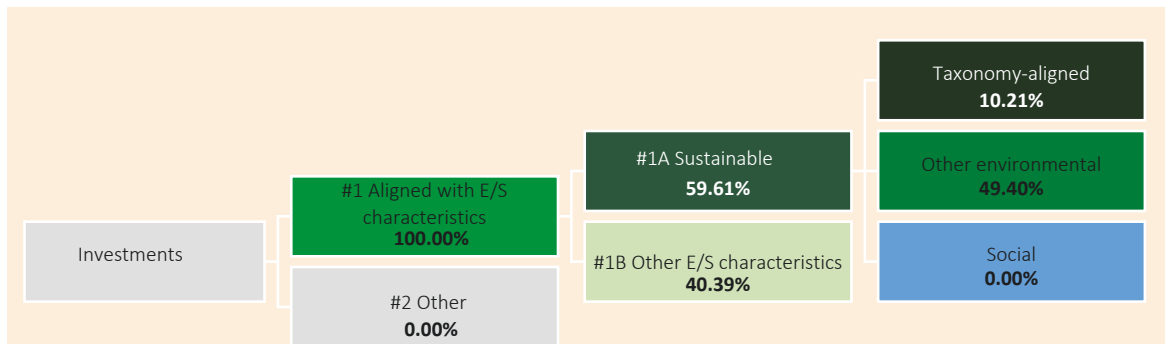 Investments
#1 Aligned with E/S
characteristics
100.00%
#2 Other
0.00%
#1A Sustainable
59.61%
#1B Other E/S characteristics
40.39%
Taxonomy-aligned
10.21%
Other environmental
49.40%
Social
0.00%